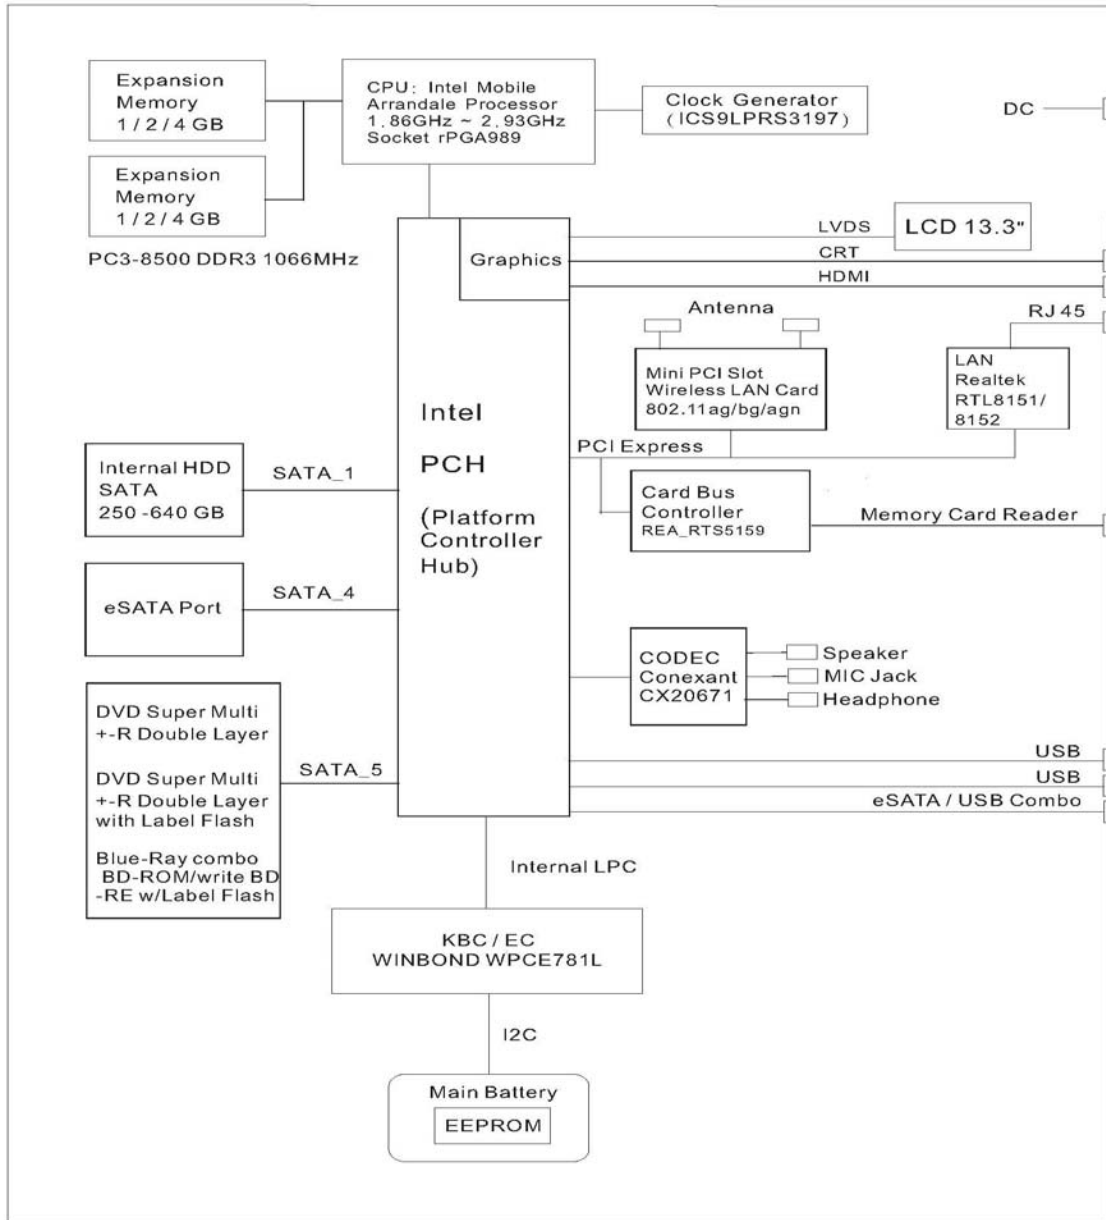 Expansion
Memory
1 / 2 / 4 GB
CPU: Intel Mobile
Arrandale Processor
1.86GHz ~ 2.93GHz
Socket rPGA989
Clock Generator
(ICS9LPRS3197)
DC
Expansion
Memory
1 / 2 / 4 GB
PC3-8500 DDR3 1066MHz
Graphics
LVDS
LCD 13.3"
CRT
HDMI
Antenna
RJ 45
Mini PCI Slot
Wireless LAN Card
802.11ag/bg/agn
LAN
Realtek
RTL8151/
8152
Intel
PCH
(Platform
Controller
Hub)
PCI Express
Internal HDD
SATA
250 -640 GB
SATA_1
Card Bus
Controller
REA_RTS5159
Memory Card Reader
eSATA Port
SATA_4
CODEC
Conexant
CX20671
Speaker
MIC Jack
Headphone
DVD Super Multi
+-R Double Layer
DVD Super Multi
+-R Double Layer
with Label Flash
Blue-Ray combo
BD-ROM/write BD
-RE w/Label Flash
SATA_5
USB
USB
eSATA / USB Combo
Internal LPC
KBC / EC
WINBOND WPCE781L
I2C
Main Battery
EEPROM